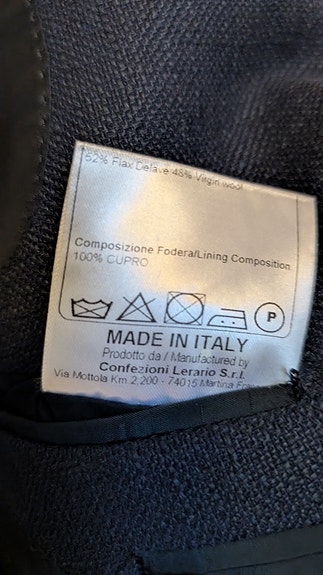 52% Flax Delave 48% Virgin wool
Composizione Fodera/Lining Composition
100% CUPRO
P
MADE IN ITALY
Prodotto da / Manufactured by
Confezioni Lerario S.r.l.
Via Mottola Km 2,200 - 74015 Martina